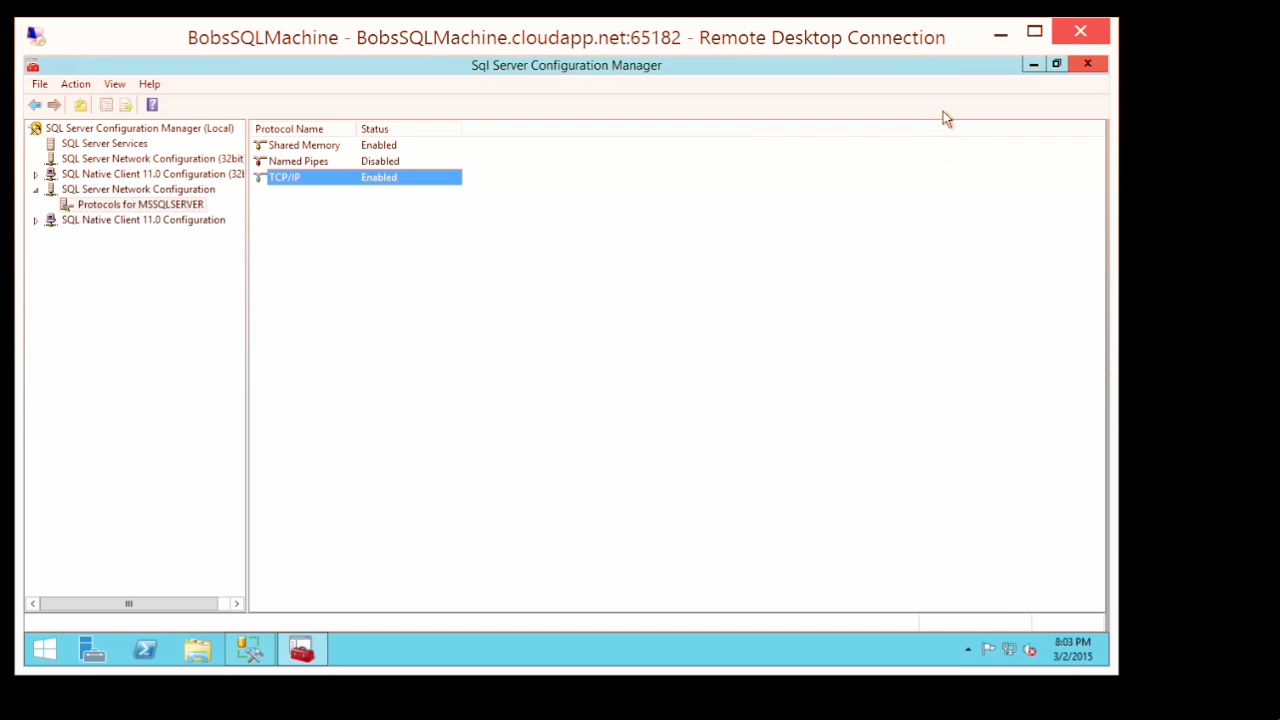 BobsSQLMachine - BobsSQLMachine.cloudapp.net:65182 - Remote Desktop Connection
Sql Server Configuration Manager
File Action View Help
SQL Server Configuration Manager (Local)
SQL Server Services
SQL Server Network Configuration (32bit
SQL Native Client 11.0 Configuration (32
SQL Server Network Configuration
Protocols for MSSQLSERVER
SQL Native Client 11.0 Configuration
Protocol Name Status
Shared Memory Enabled
Named Pipes Disabled
TCP/IP Enabled
8:03 PM
3/2/2015